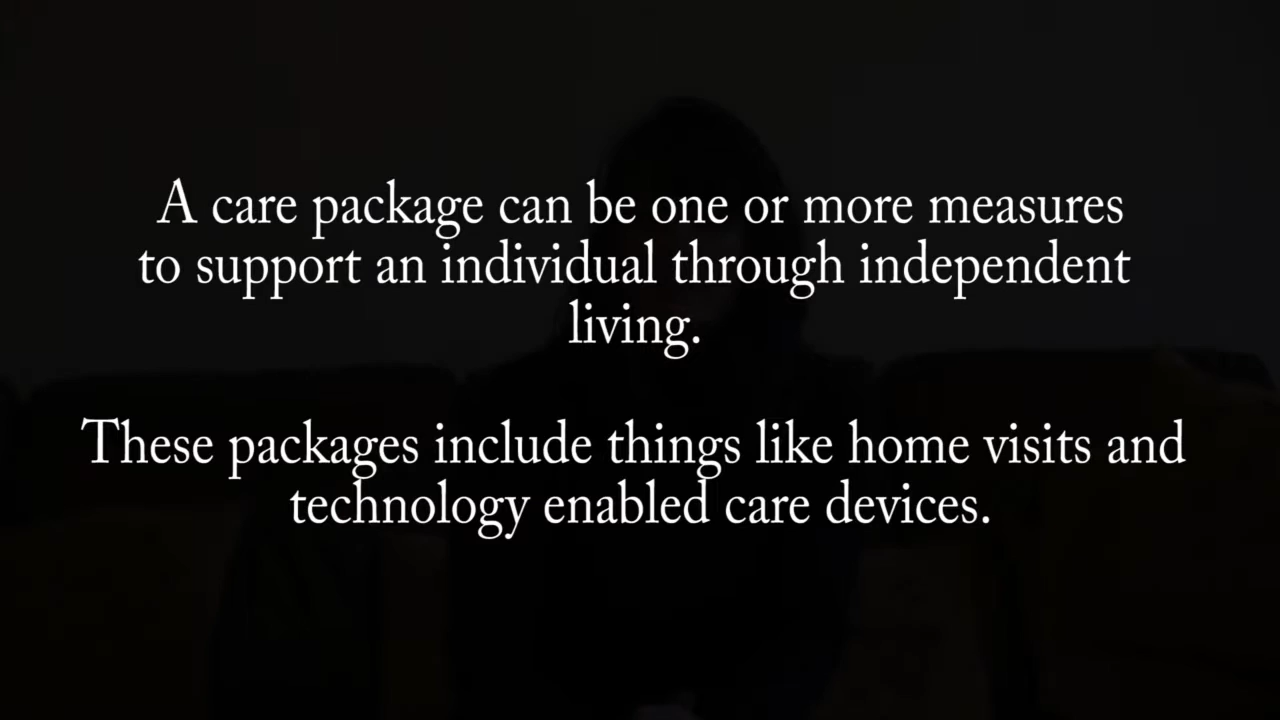 A care package can be one or more measures
to support an individual through independent
living.
These packages include things like home visits and
technology enabled care devices.